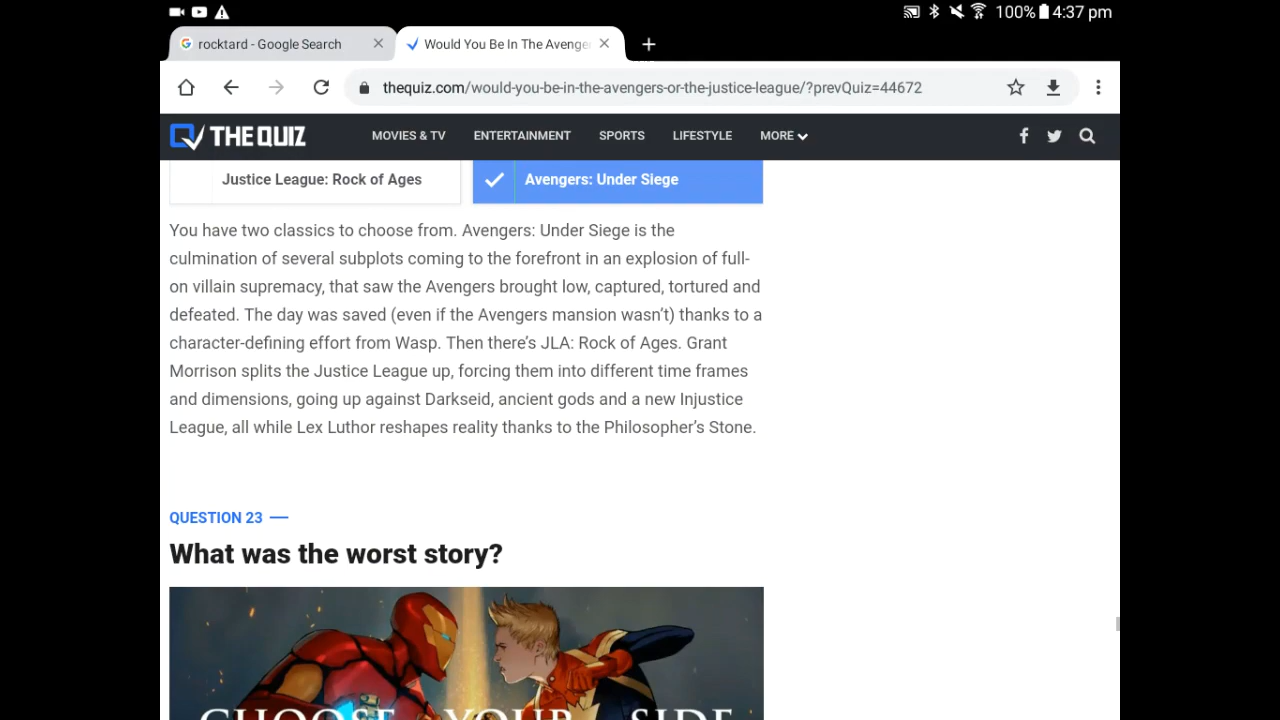 100% 4:37 pm
rocktard - Google Search
Would You Be In The Avenge
thequiz.com/would-you-be-in-the-avengers-or-the-justice-league/?prevQuiz=44672
THE QUIZ MOVIES & TV ENTERTAINMENT SPORTS LIFESTYLE MORE
Justice League: Rock of Ages
Avengers: Under Siege
You have two classics to choose from. Avengers: Under Siege is the
culmination of several subplots coming to the forefront in an explosion of full-
on villain supremacy, that saw the Avengers brought low, captured, tortured and
defeated. The day was saved (even if the Avengers mansion wasn’t) thanks to a
character-defining effort from Wasp. Then there’s JLA: Rock of Ages. Grant
Morrison splits the Justice League up, forcing them into different time frames
and dimensions, going up against Darkseid, ancient gods and a new Injustice
League, all while Lex Luthor reshapes reality thanks to the Philosopher’s Stone.
QUESTION 23
What was the worst story?
CHOOSE YOUR SIDE